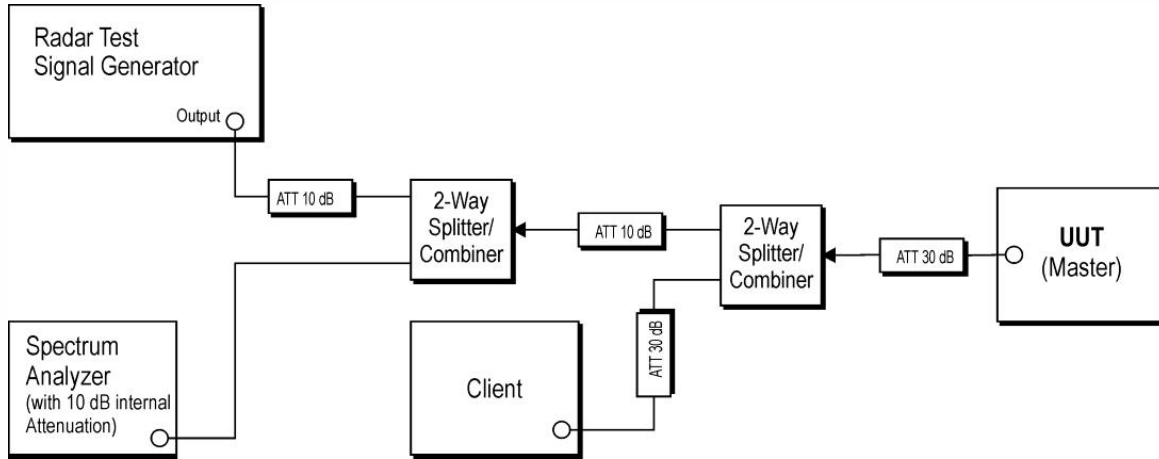 Radar Test
Signal Generator
Output
ATT 10 dB
2-Way
Splitter/
Combiner
ATT 10 dB
2-Way
Splitter/
Combiner
ATT 30 dB
UUT
(Master)
ATT 30 dB
Spectrum
Analyzer
(with 10 dB internal
Attenuation)
Client